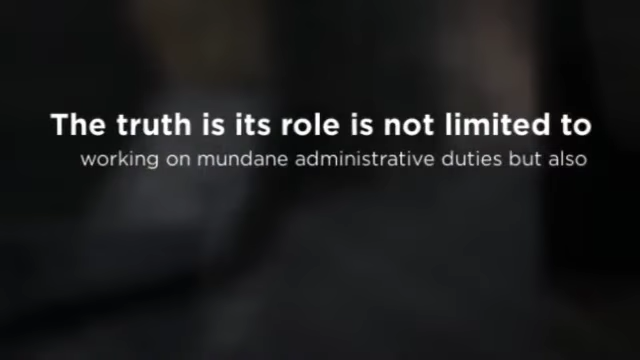 The truth is its role is not limited to
working on mundane administrative duties but also